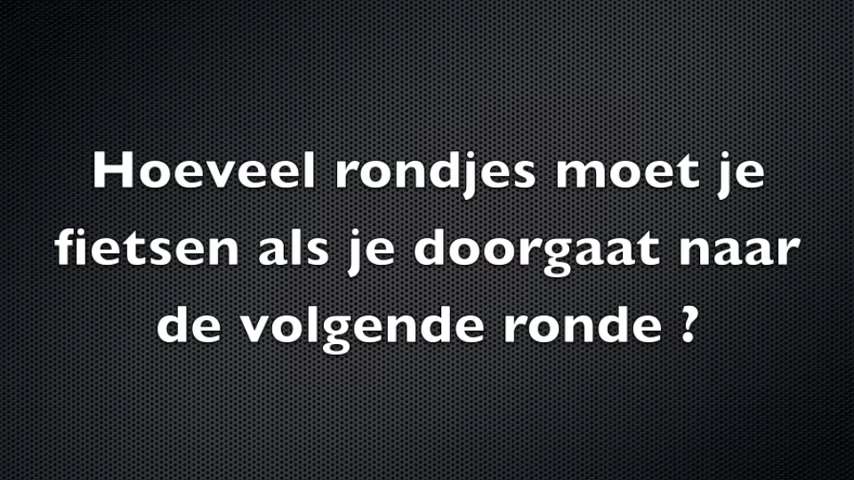 Hoeveel rondjes moet je
fietsen als je doorgaat naar
de volgende ronde ?